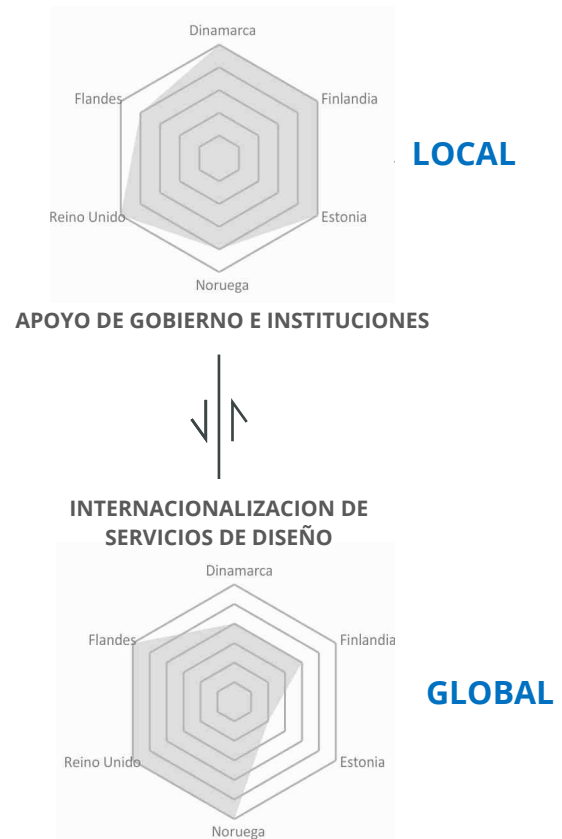 Dinamarca
Flandes
Finlandia
LOCAL
Reino Unido
Estonia
Noruega
APOYO DE GOBIERNO E INSTITUCIONES
INTERNACIONALIZACION DE
SERVICIOS DE DISEÑO
Dinamarca
Flandes
Finlandia
GLOBAL
Reino Unido
Estonia
Noruega